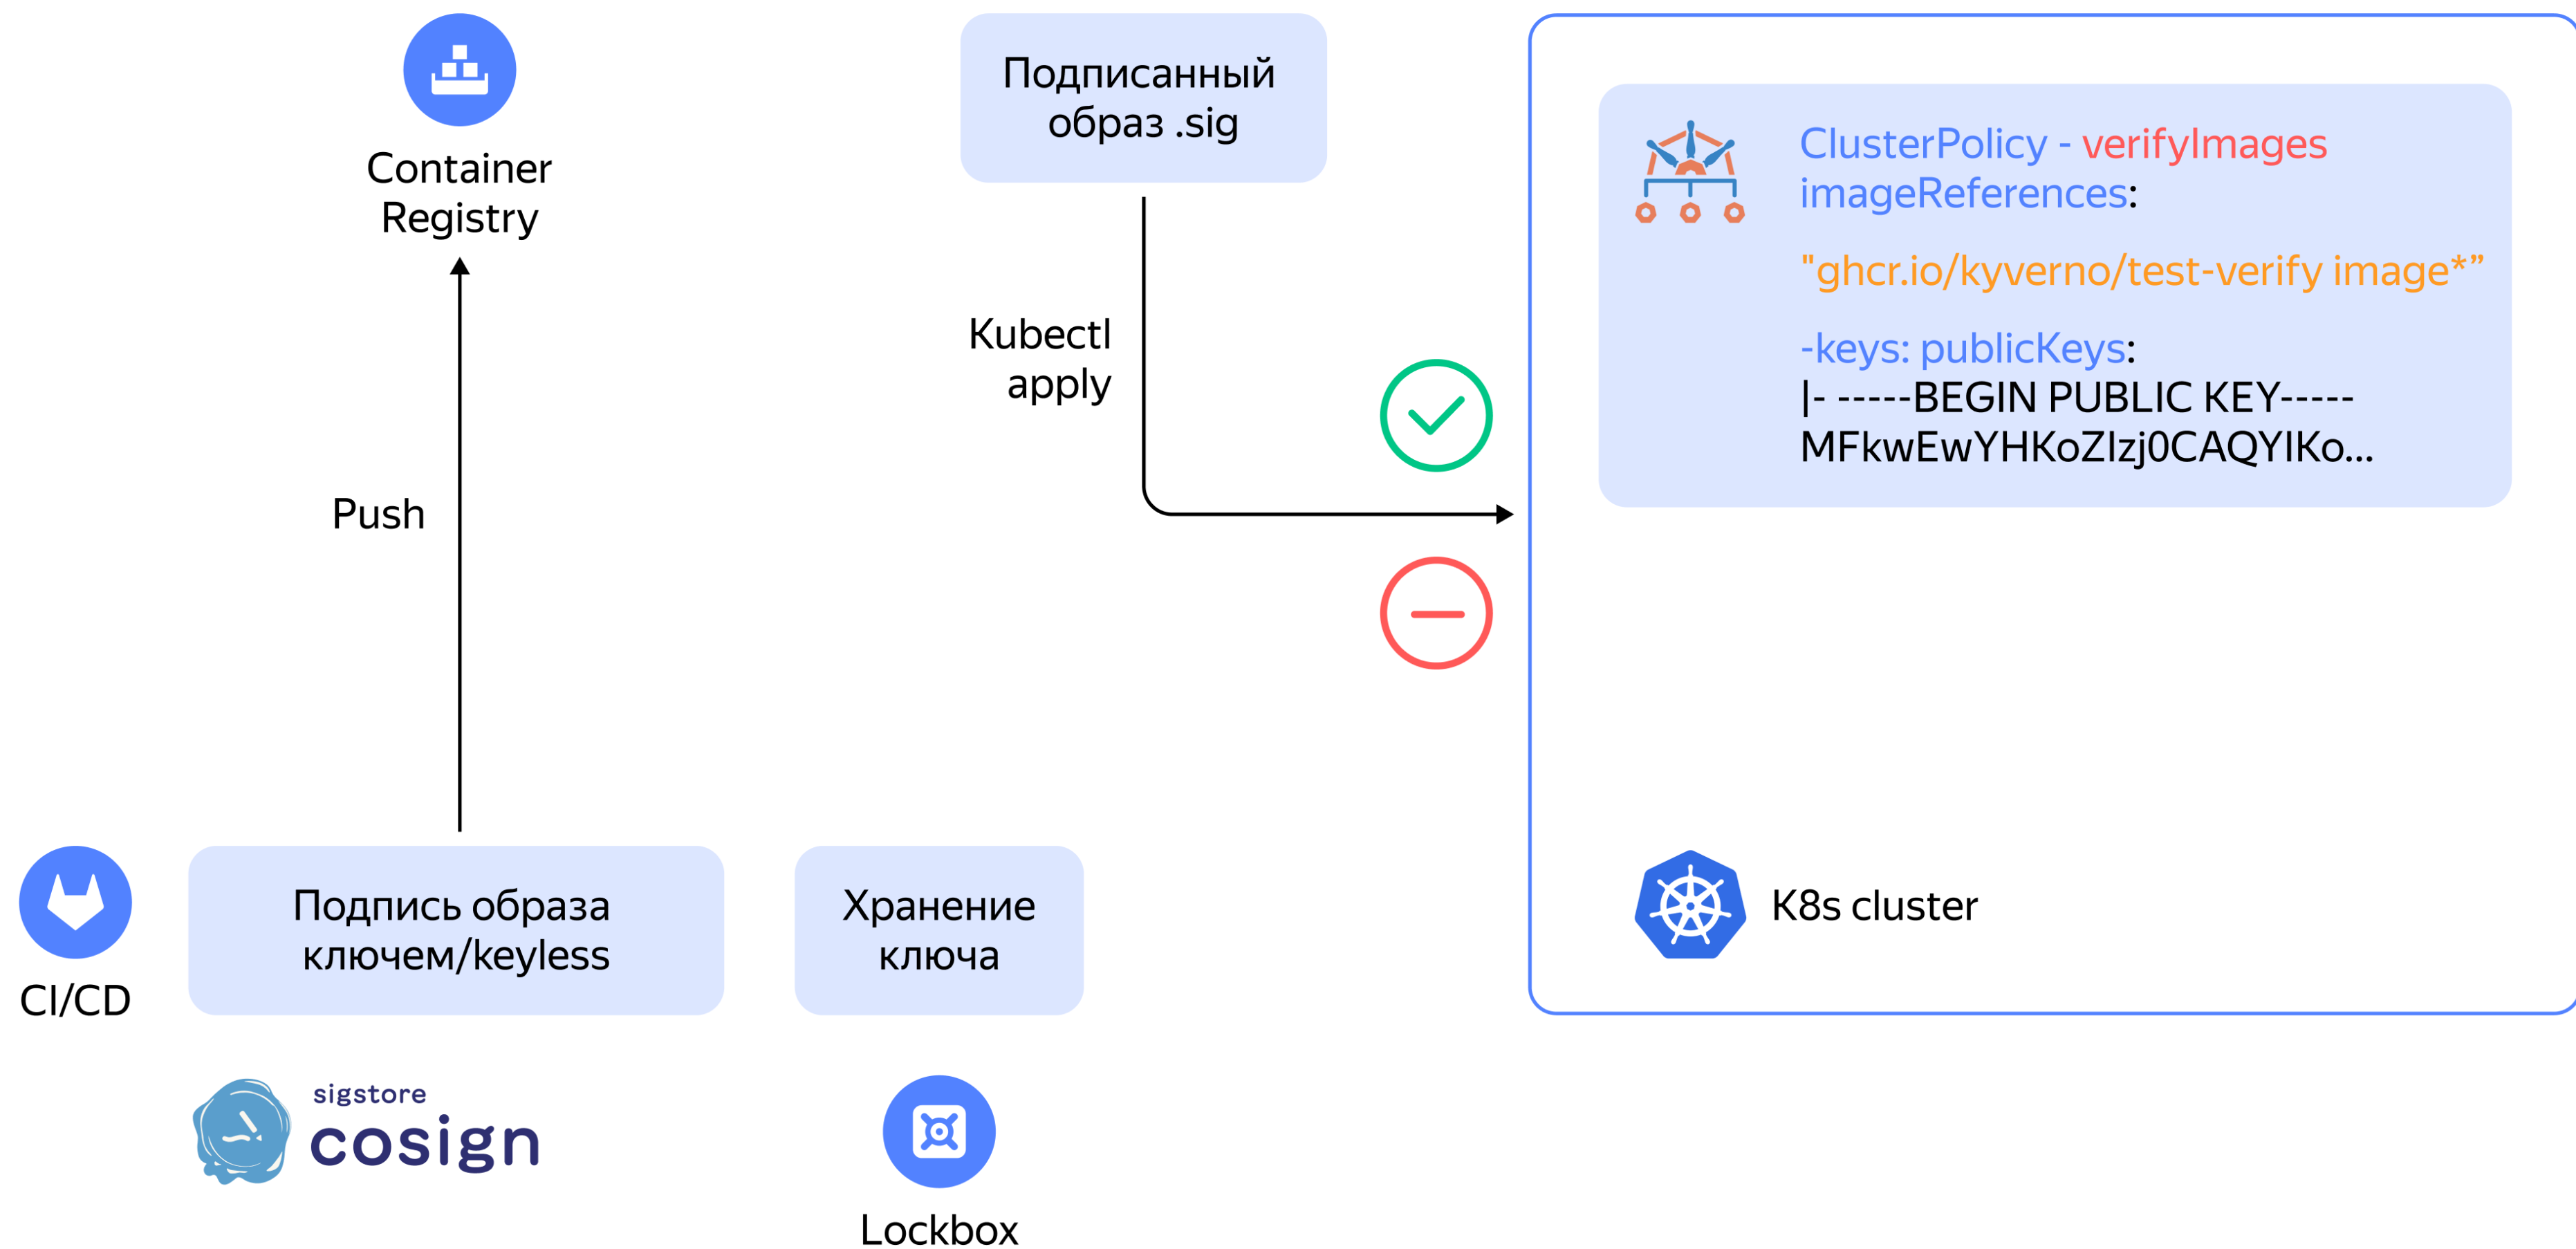 Container
Registry
Push
CI/CD
Подпись образа
ключем/keyless
sigstore
cosign
Хранение
ключа
Lockbox
Подписанный
образ .sig
Kubectl
apply
ClusterPolicy - verifyImages
imageReferences:
"ghcr.io/kyverno/test-verify image*”
-keys: publicKeys:
|- -----BEGIN PUBLIC KEY-----
MFkwEwYHKoZIzj0CAQYIKo...
K8s cluster